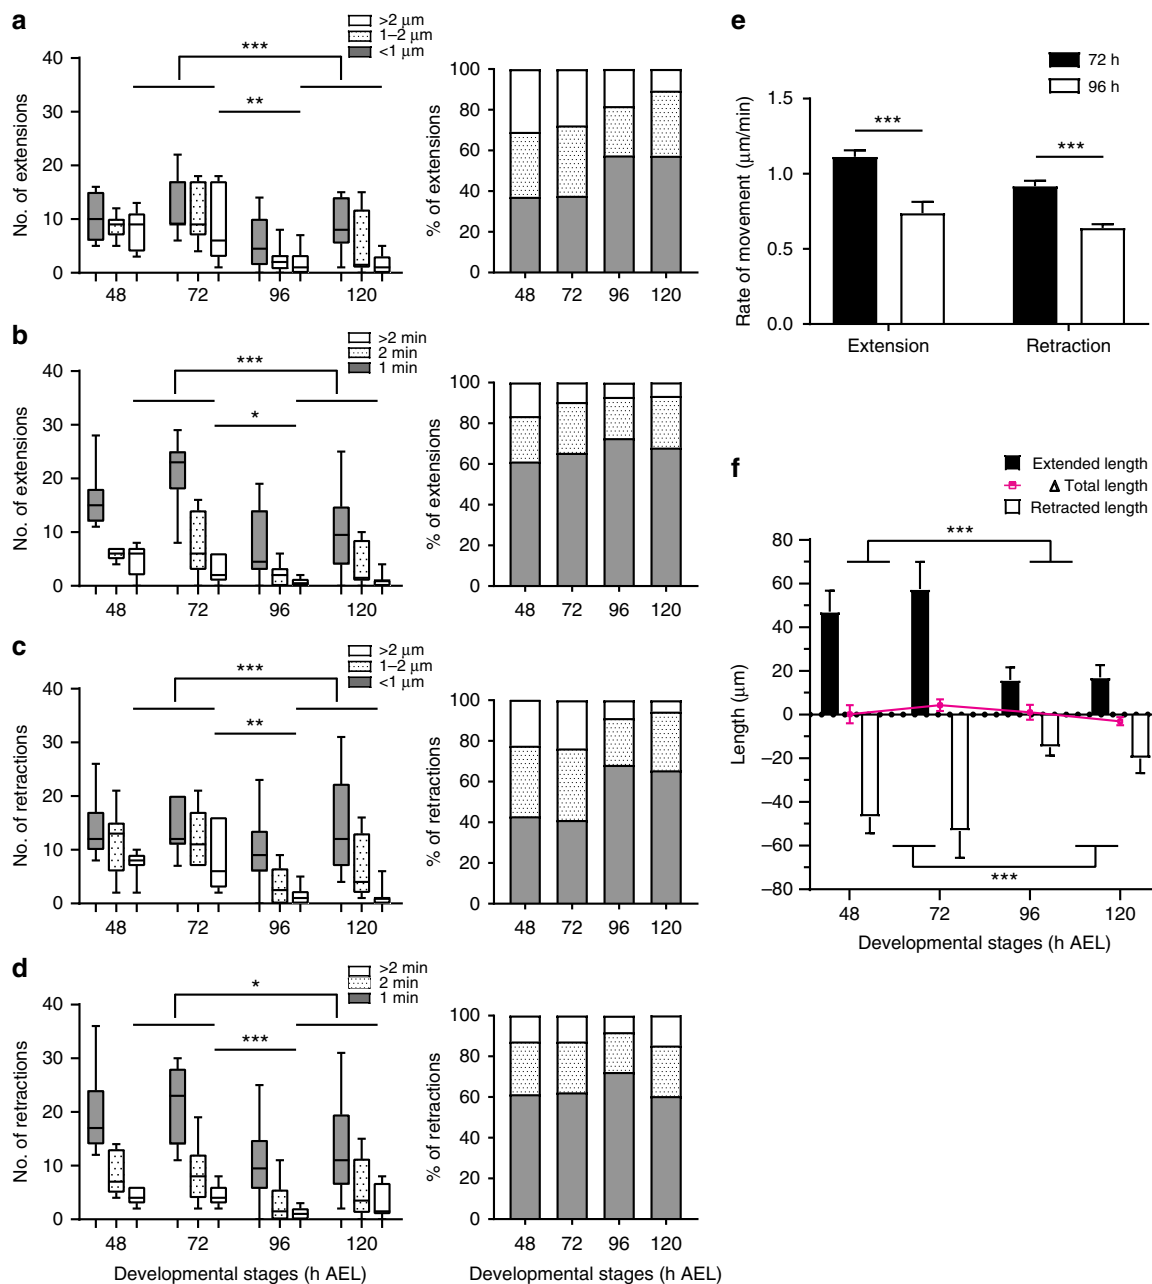 a
>2 μm
1–2 μm
<1 μm
No. of extensions
40
30
20
10
0
***
**
48 72 96 120
% of extensions
100
80
60
40
20
0
48 72 96 120
b
>2 min
2 min
1 min
No. of extensions
40
30
20
10
0
***
*
48 72 96 120
% of extensions
100
80
60
40
20
0
48 72 96 120
c
>2 μm
1–2 μm
<1 μm
No. of retractions
40
30
20
10
0
***
**
48 72 96 120
% of retractions
100
80
60
40
20
0
48 72 96 120
d
>2 min
2 min
1 min
No. of retractions
40
30
20
10
0
*
***
48 72 96 120
Developmental stages (h AEL)
% of retractions
100
80
60
40
20
0
48 72 96 120
Developmental stages (h AEL)
e
72 h
96 h
Rate of movement (μm/min)
1.5
1.0
0.5
0.0
***
***
Extension Retraction
f
Extended length
Δ Total length
Retracted length
Length (μm)
80
60
40
20
0
−20
−40
−60
−80
***
***
48 72 96 120
Developmental stages (h AEL)